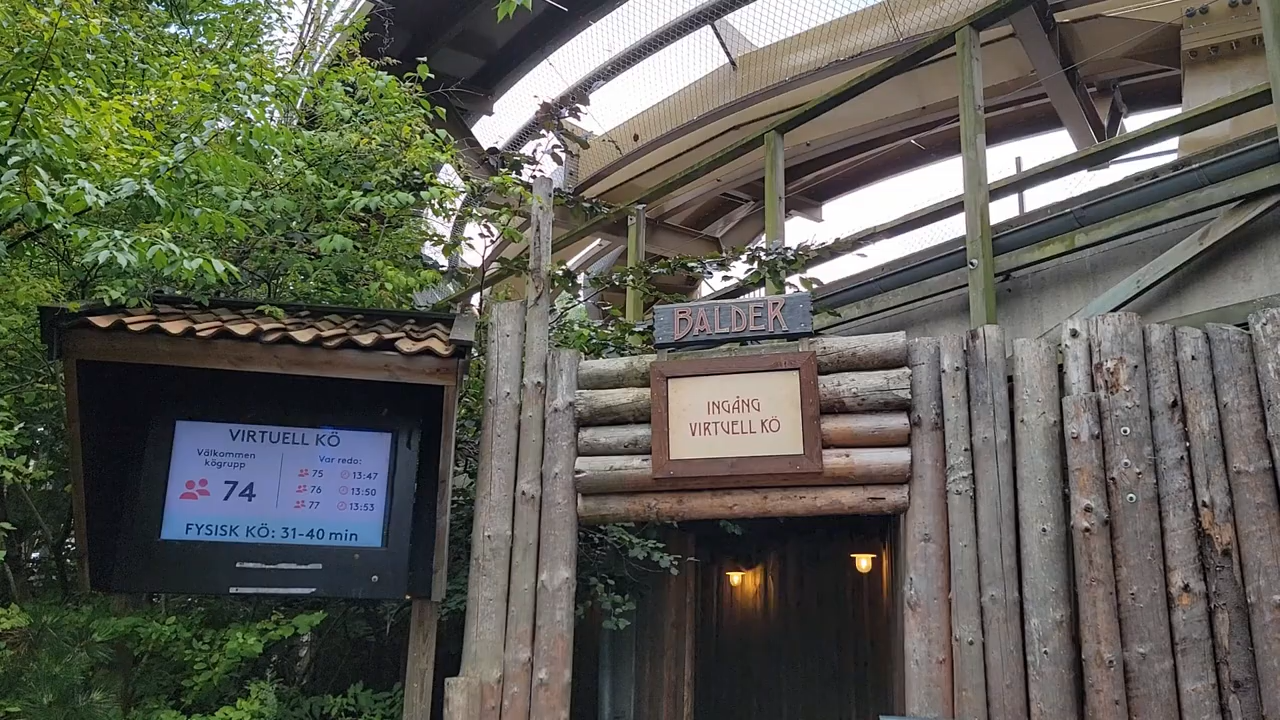 BALDER
INGÅNG
VIRTUELL KÖ
VIRTUELL KÖ
Välkommen
kögrupp
74
Var redo:
75 13:47
76 13:50
77 13:53
FYSISK KÖ: 31-40 min